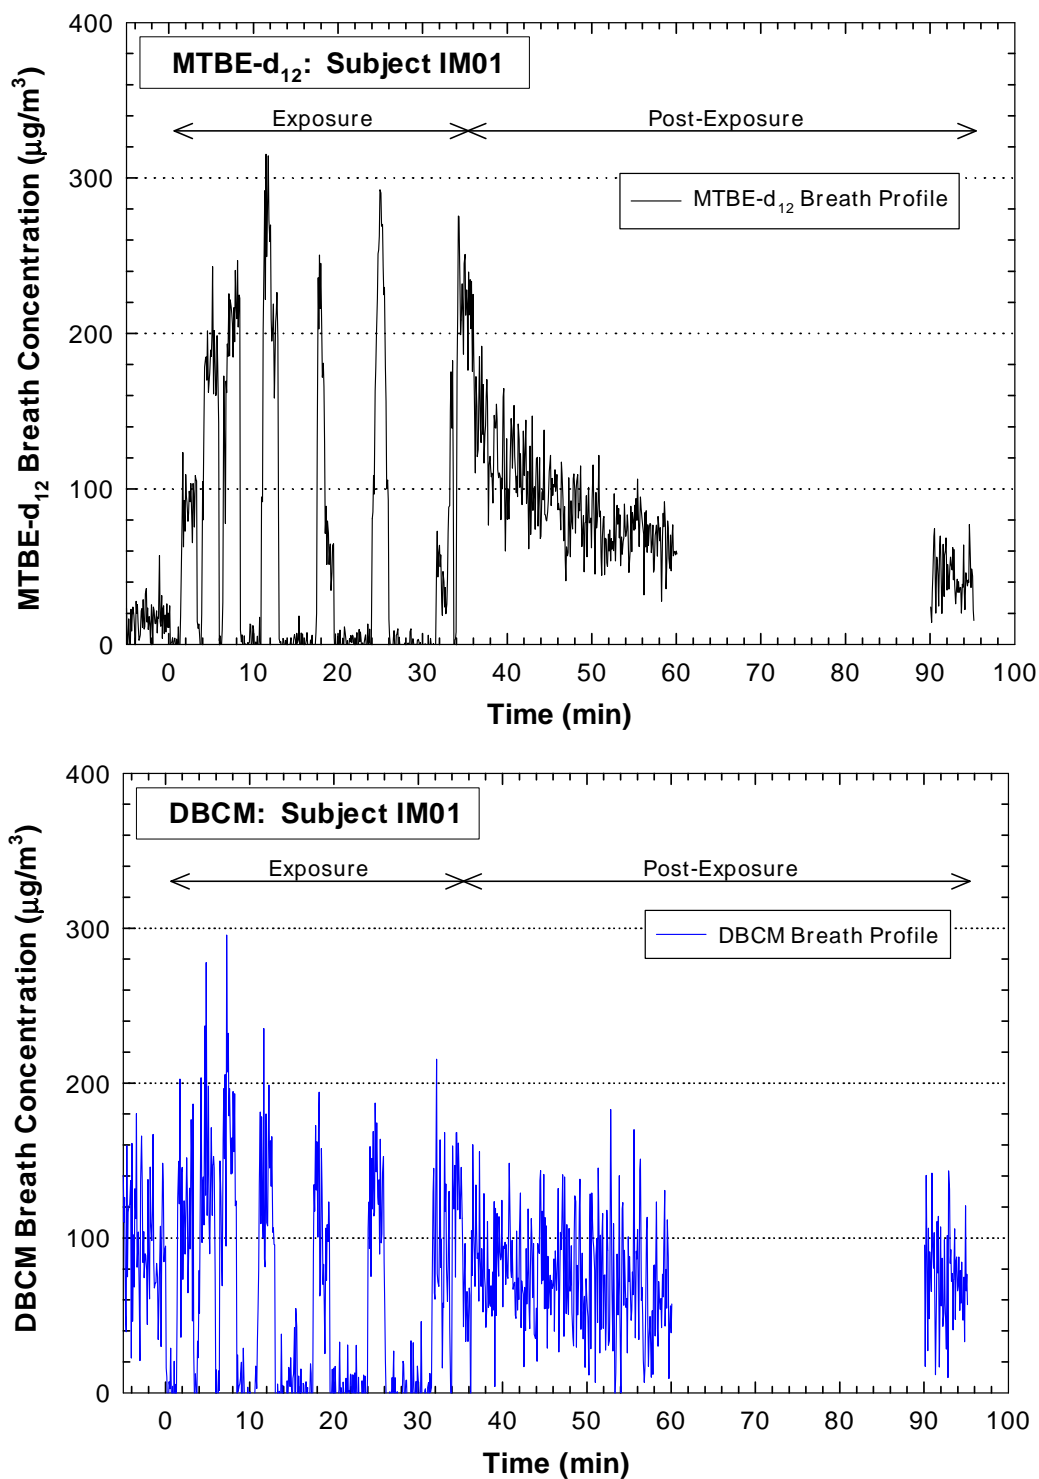 400
MTBE-d12: Subject IM01
Exposure
Post-Exposure
300
MTBE-d12 Breath Profile
200
100
0
MTBE-d12 Breath Concentration (µg/m3)
0 10 20 30 40 50 60 70 80 90 100
Time (min)
400
DBCM: Subject IM01
Exposure
Post-Exposure
300
DBCM Breath Profile
200
100
0
DBCM Breath Concentration (µg/m3)
0 10 20 30 40 50 60 70 80 90 100
Time (min)